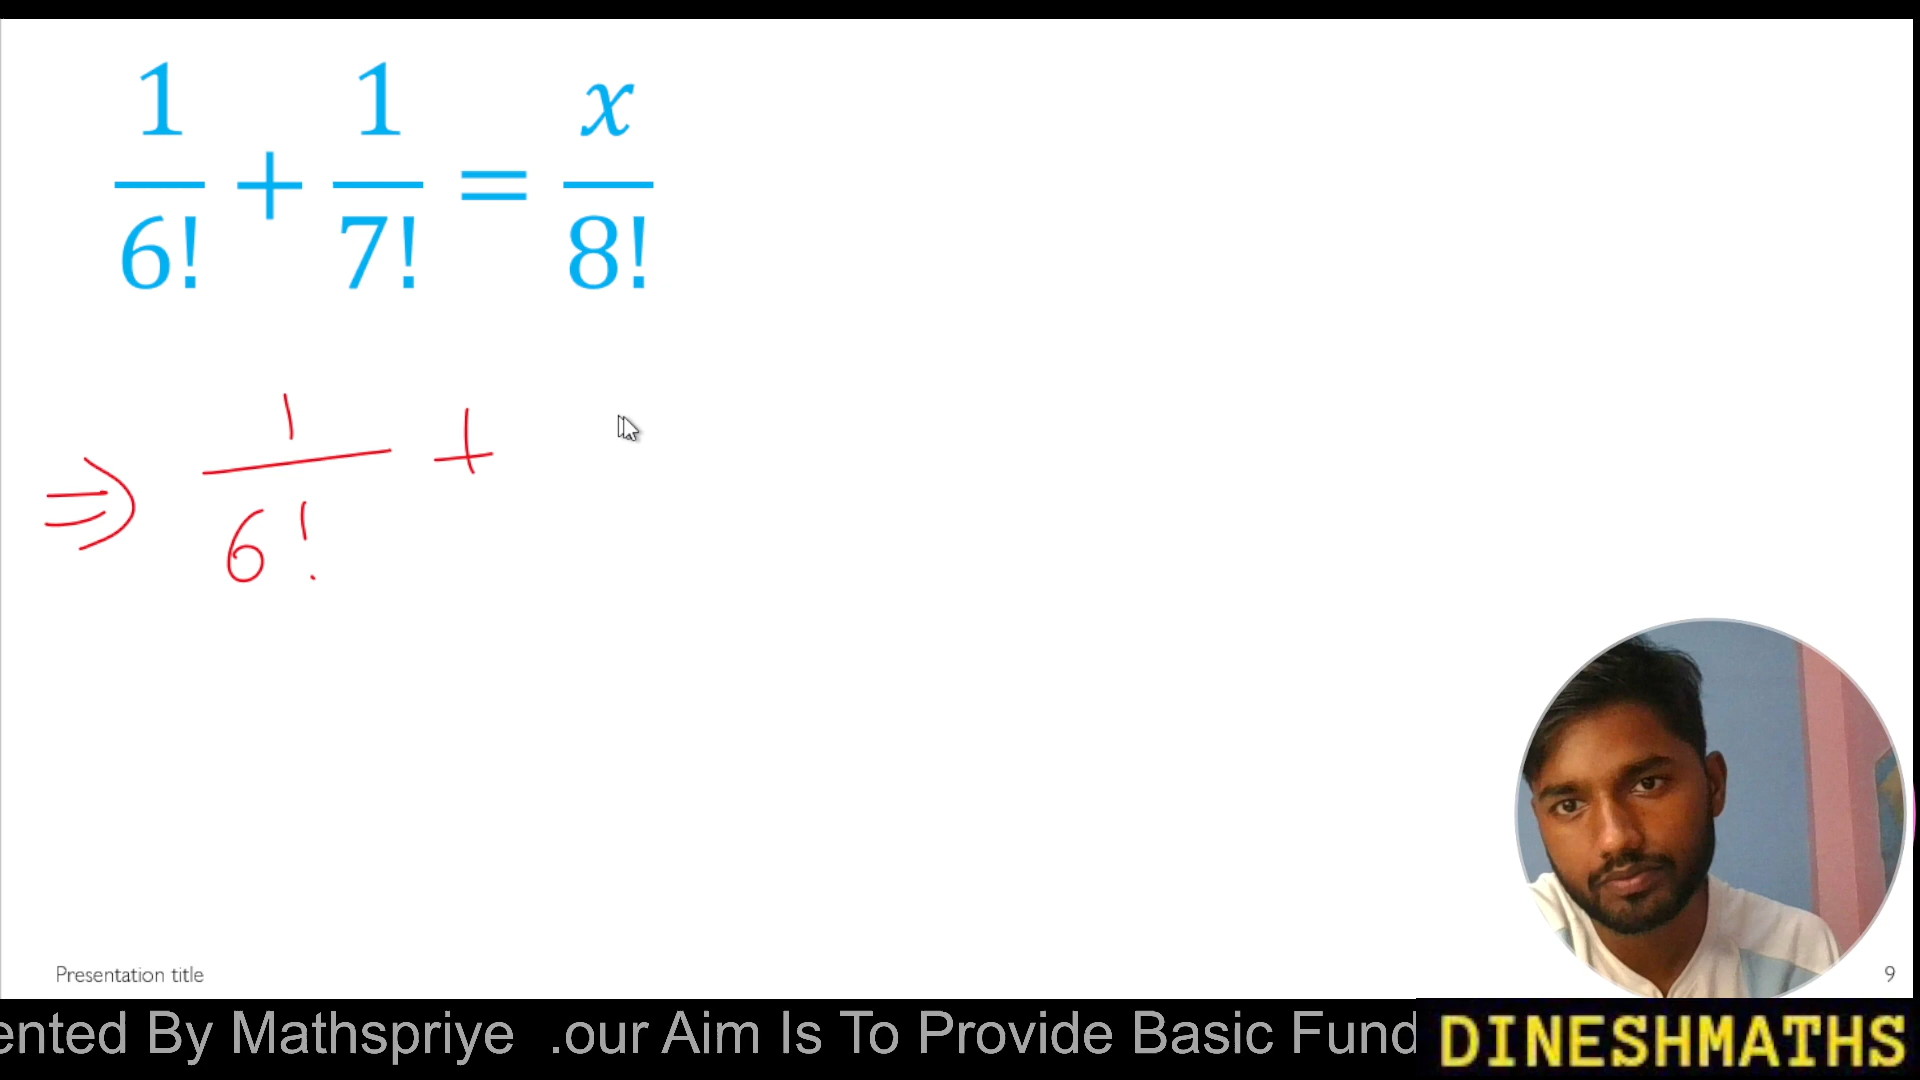 1/6! + 1/7! = x/8!
⇒ 1/6! +
Presentation title
9
ented By Mathspriye .our Aim Is To Provide Basic Fund
DINESHMATHS